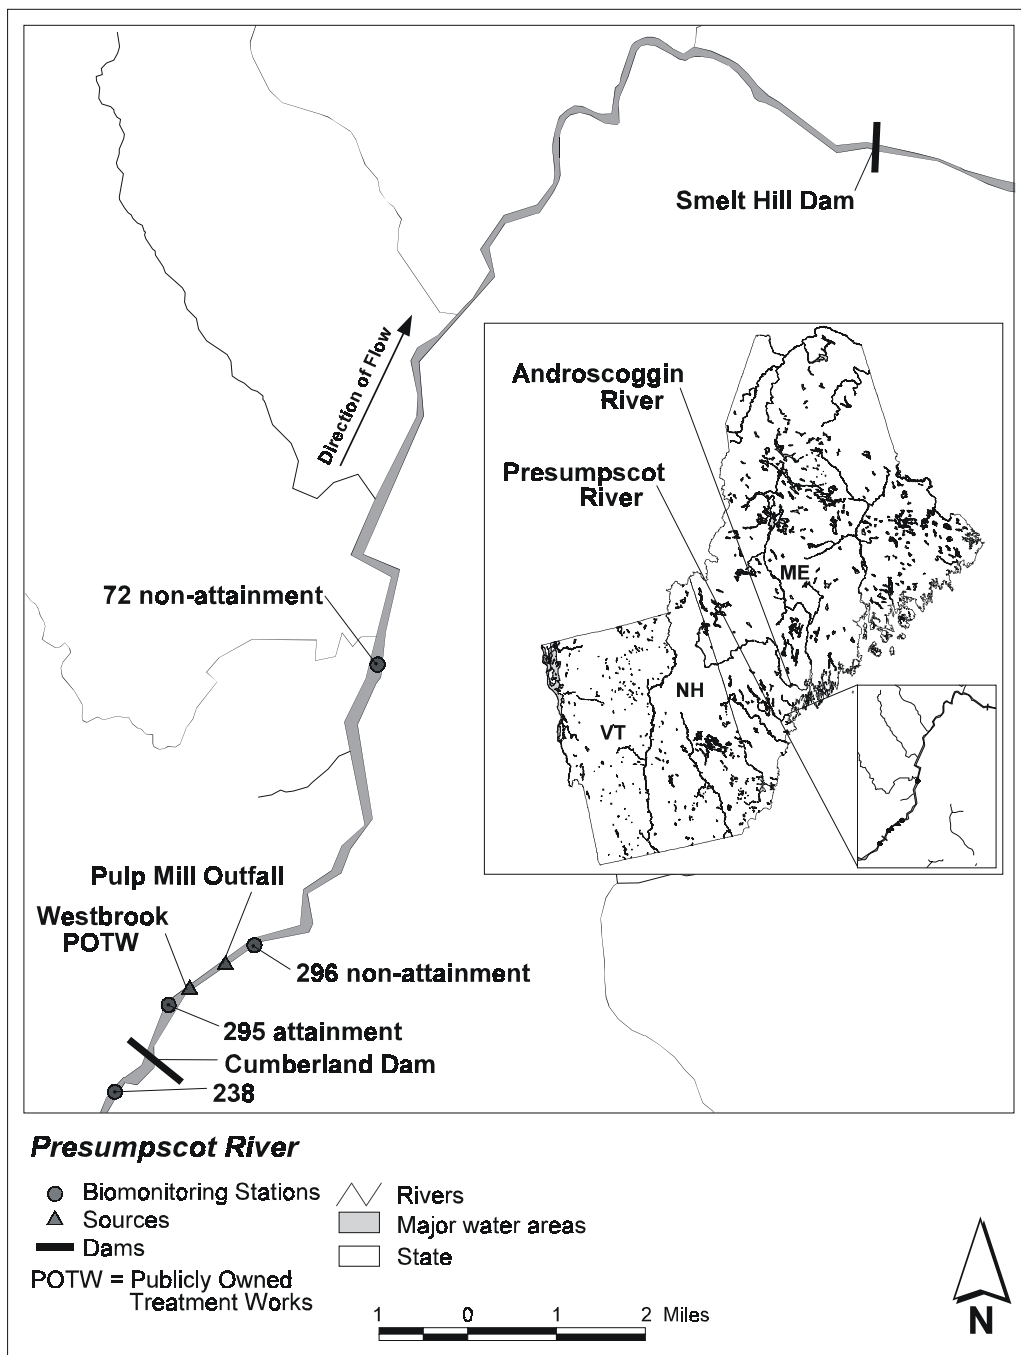 Smelt Hill Dam
Direction of Flow
Androscoggin
River
Presumpscot
River
ME
NH
VT
72 non-attainment
Pulp Mill Outfall
Westbrook
POTW
296 non-attainment
295 attainment
Cumberland Dam
238
Presumpscot River
Biomonitoring Stations
Sources
Dams
POTW = Publicly Owned
Treatment Works
Rivers
Major water areas
State
1 0 1 2 Miles
N